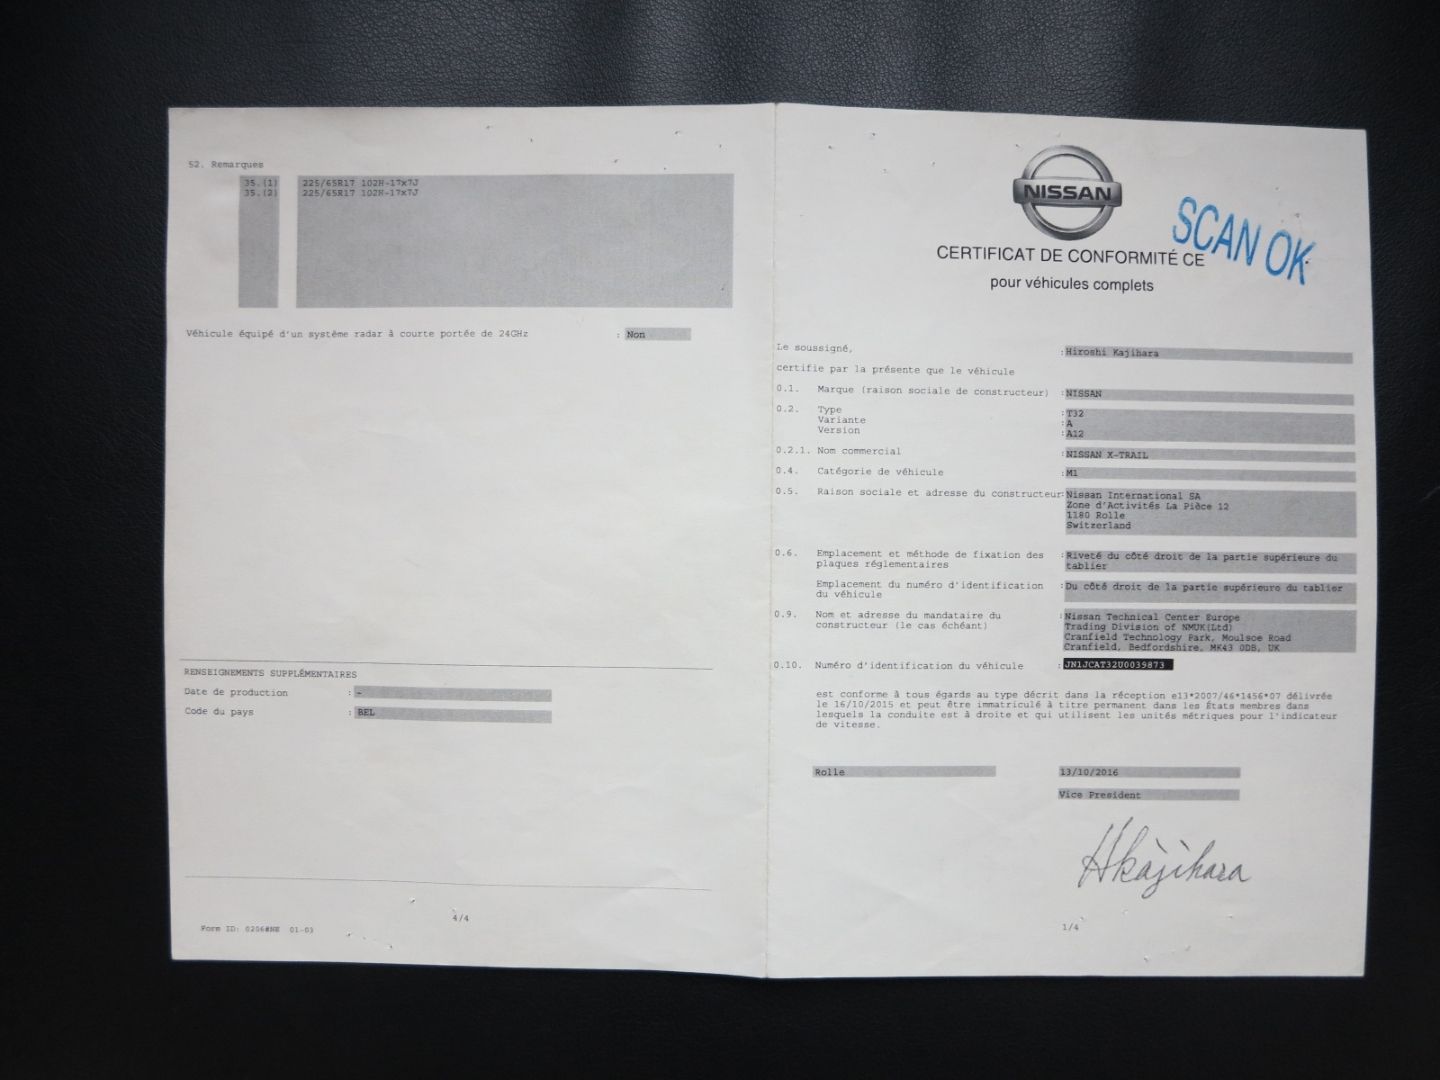 52. Remarques
35.(1) 225/65R17 102H-17x7J
35.(2) 225/65R17 102H-17x7J
Véhicule équipé d'un système radar à courte portée de 24GHz : Non
RENSEIGNEMENTS SUPPLÉMENTAIRES
Date de production : -
Code du pays : BEL
4/4
Form ID: 0206#NE 01-03
NISSAN
SCAN OK
CERTIFICAT DE CONFORMITÉ CE
pour véhicules complets
Le soussigné, :Hiroshi Kajihara
certifie par la présente que le véhicule
0.1. Marque (raison sociale de constructeur) :NISSAN
0.2. Type :T32
Variante :A
Version :A12
0.2.1. Nom commercial :NISSAN X-TRAIL
0.4. Catégorie de véhicule :M1
0.5. Raison sociale et adresse du constructeur:Nissan International SA
Zone d'Activités La Pièce 12
1180 Rolle
Switzerland
0.6. Emplacement et méthode de fixation des :Riveté du côté droit de la partie supérieure du
plaques réglementaires tablier
Emplacement du numéro d'identification :Du côté droit de la partie supérieure du tablier
du véhicule
0.9. Nom et adresse du mandataire du :Nissan Technical Center Europe
constructeur (le cas échéant) Trading Division of NMUK(Ltd)
Cranfield Technology Park, Moulsoe Road
Cranfield, Bedfordshire, MK43 0DB, UK
0.10. Numéro d'identification du véhicule :JN1JCAT32U0039873
est conforme à tous égards au type décrit dans la réception e13*2007/46*1456*07 délivrée
le 16/10/2015 et peut être immatriculé à titre permanent dans les États membres dans
lesquels la conduite est à droite et qui utilisent les unités métriques pour l'indicateur
de vitesse.
Rolle 13/10/2016
Vice President
HKajihara
1/4